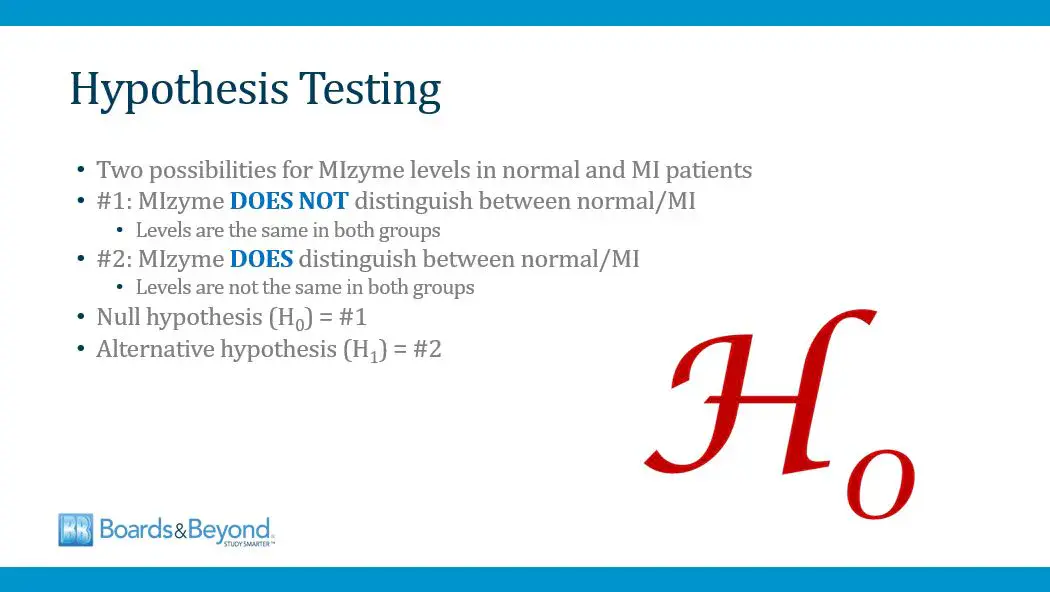 Hypothesis Testing
• Two possibilities for MIzyme levels in normal and MI patients
• #1: MIzyme DOES NOT distinguish between normal/MI
• Levels are the same in both groups
• #2: MIzyme DOES distinguish between normal/MI
• Levels are not the same in both groups
• Null hypothesis (H₀) = #1
• Alternative hypothesis (H₁) = #2
H₀
BB Boards&Beyond
STUDY SMARTER™